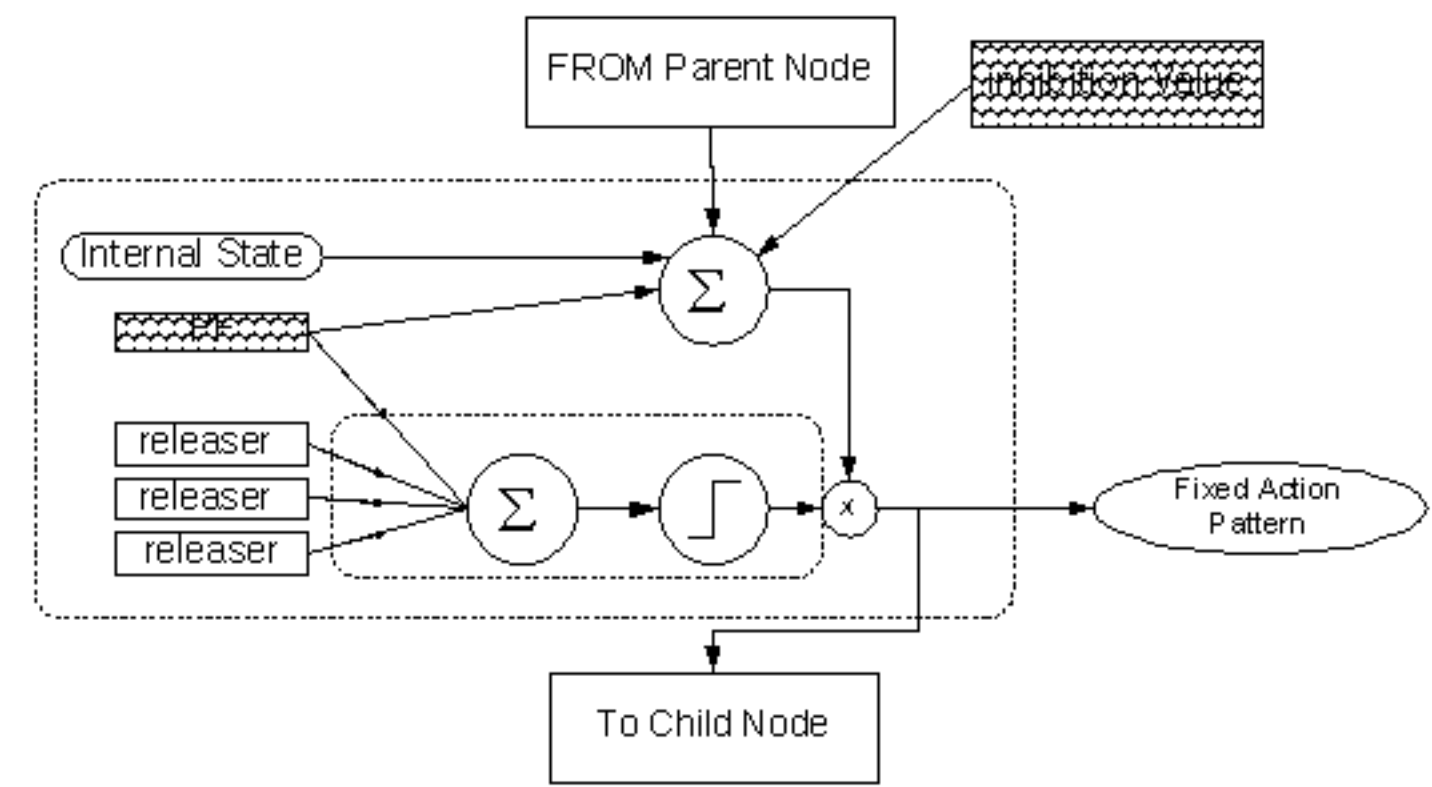 FROM Parent Node
inhibition Value
Internal State
Σ
releaser
releaser
releaser
Σ
x
Fixed Action
Pattern
To Child Node